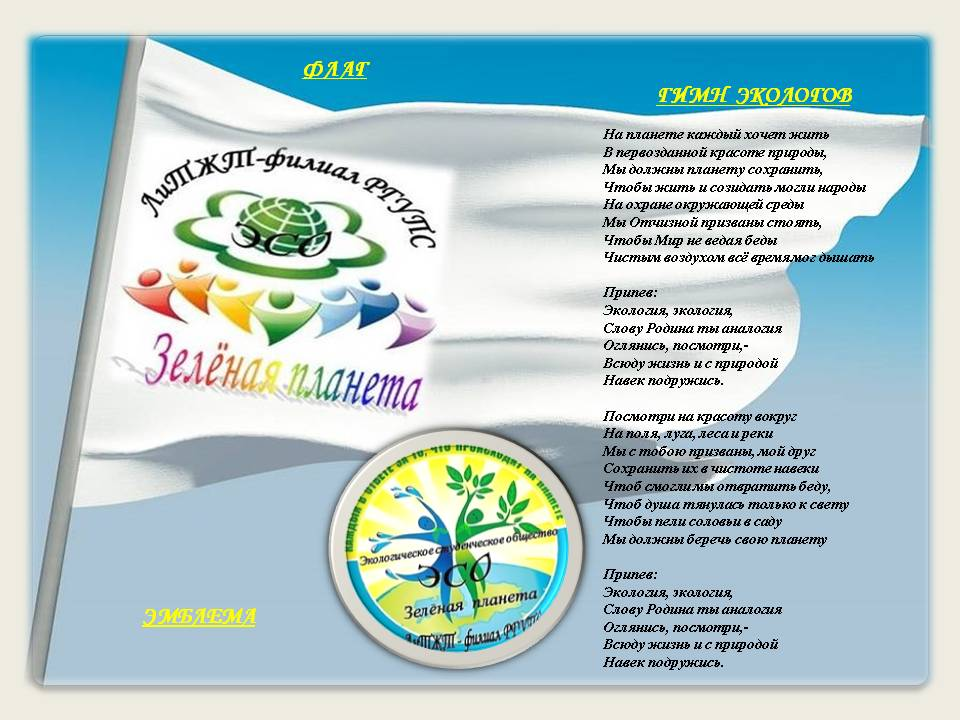 ФЛАГ
ЛиТЖТ-филиал РГУПС
ЭСО
Зелёная планета
ГИМН ЭКОЛОГОВ
На планете каждый хочет жить
В первозданной красоте природы,
Мы должны планету сохранить,
Чтобы жить и созидать могли народы
На охране окружающей среды
Мы Отчизной призваны стоять,
Чтобы Мир не ведая беды
Чистым воздухом всё времямог дышать
Припев:
Экология, экология,
Слову Родина ты аналогия
Оглянись, посмотри,-
Всюду жизнь и с природой
Навек подружись.
Посмотри на красоту вокруг
На поля, луга, леса и реки
Мы с тобою призваны, мой друг
Сохранить их в чистоте навеки
Чтоб смогли мы отвратить беду,
Чтоб душа тянулась только к свету
Чтобы пели соловьи в саду
Мы должны беречь свою планету
Припев:
Экология, экология,
Слову Родина ты аналогия
Оглянись, посмотри,-
Всюду жизнь и с природой
Навек подружись.
КАЖДЫЙ В ОТВЕТЕ ЗА ТО, ЧТО ПРОИСХОДИТ НА ПЛАНЕТЕ
Экологическое студенческое общество
ЭСО
Зелёная планета
ЛиТЖТ - филиал РГУПС
ЭМБЛЕМА